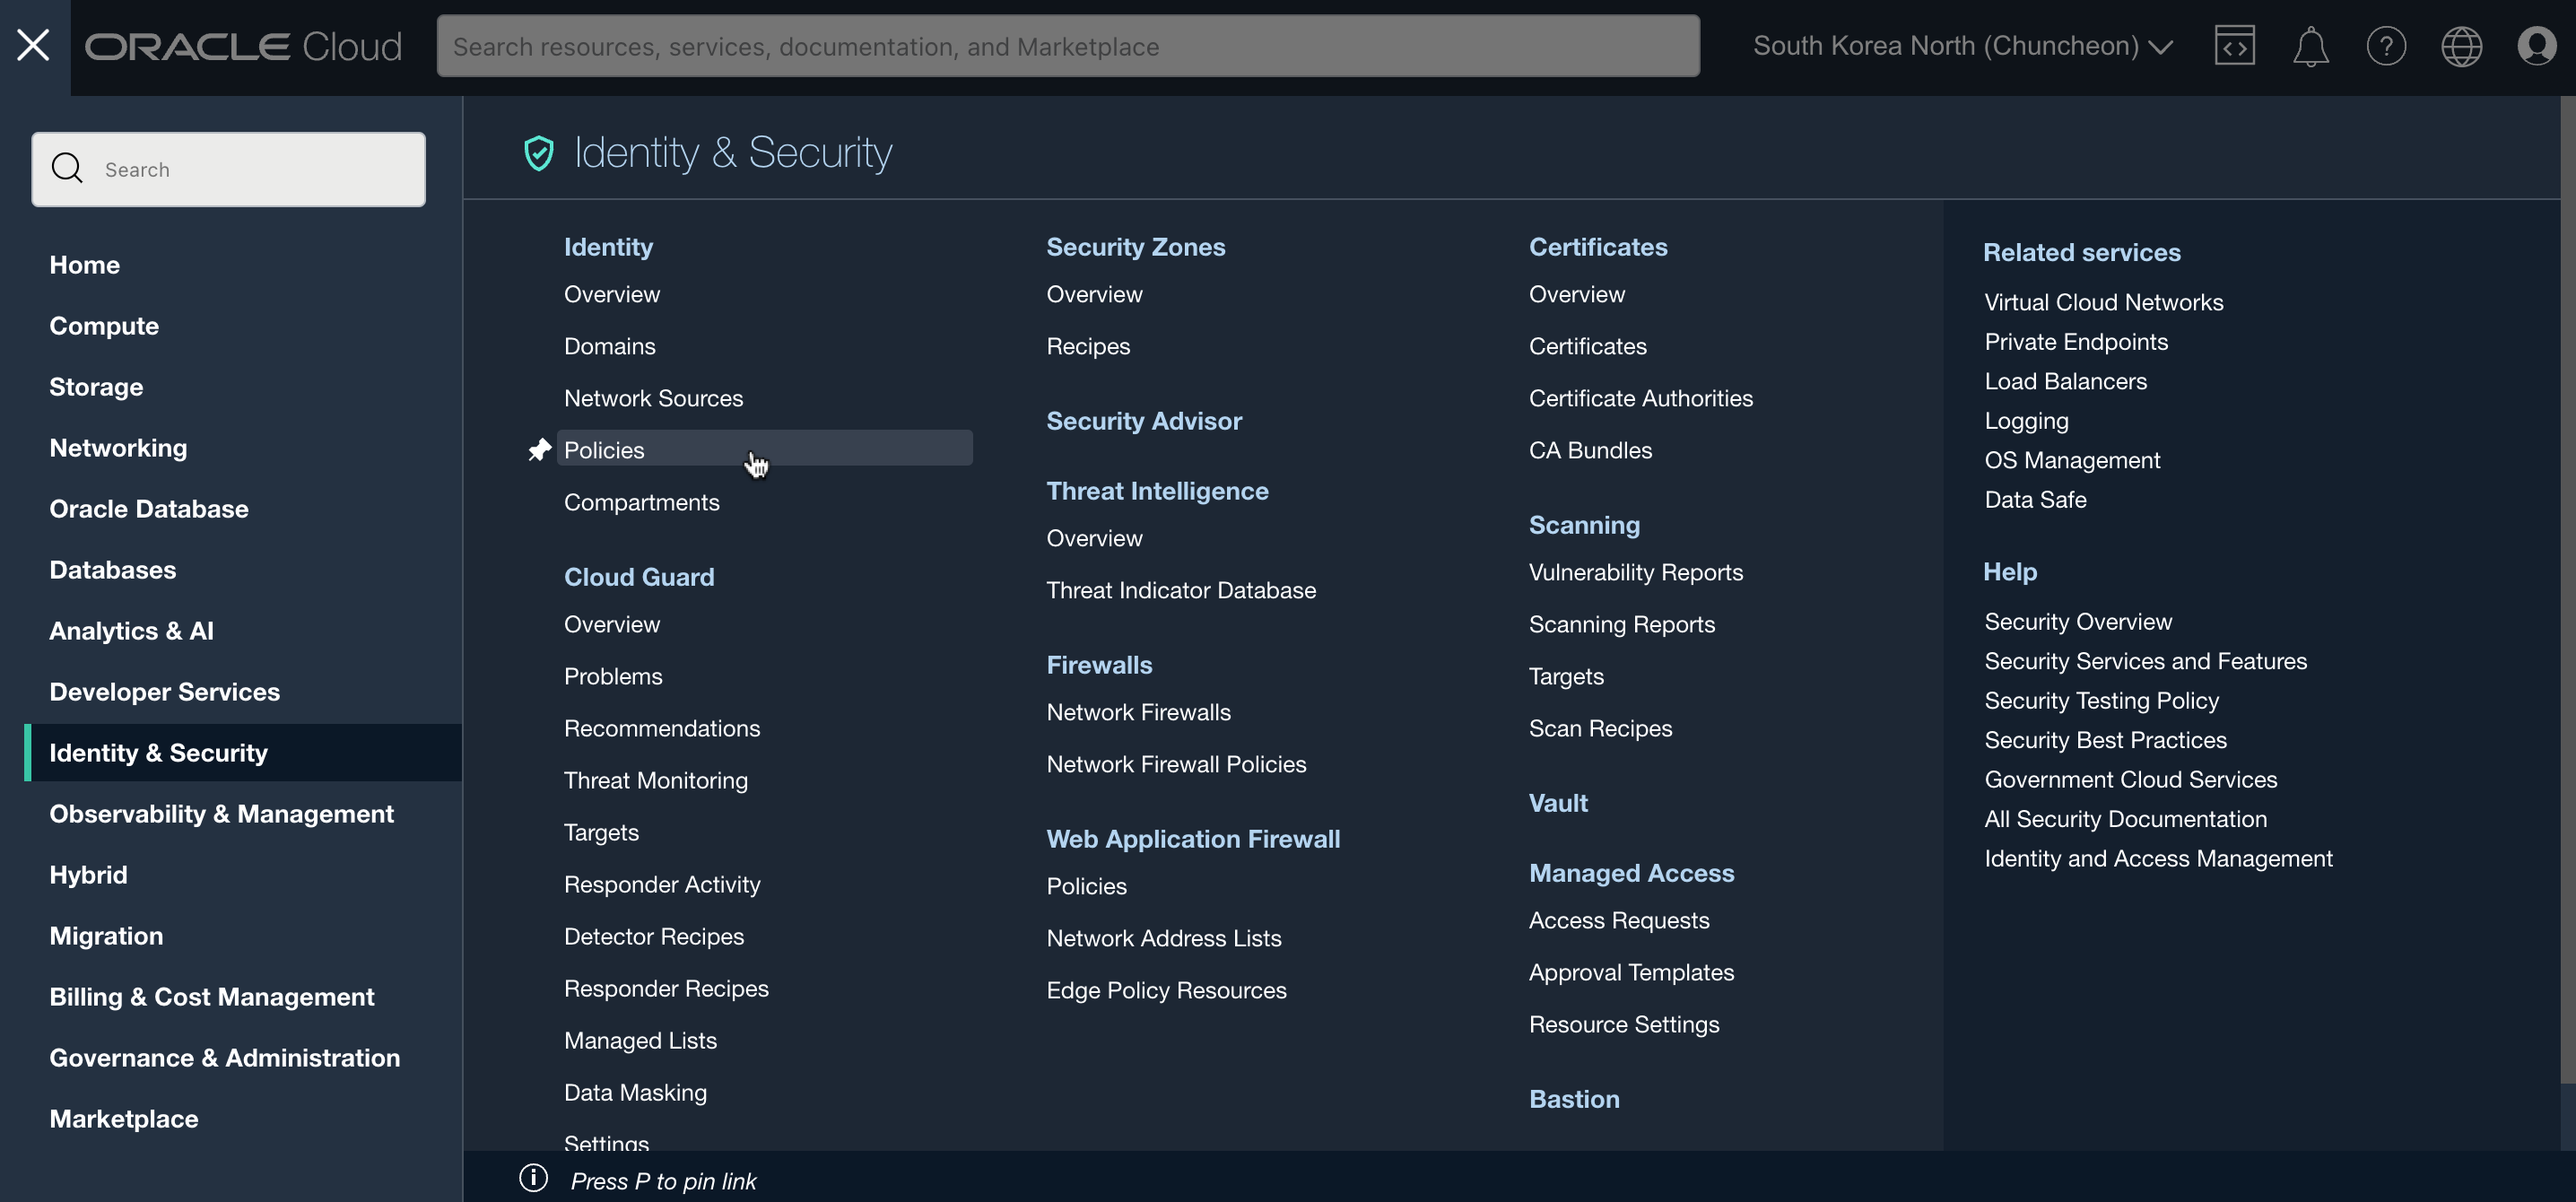 ORACLE Cloud
Search resources, services, documentation, and Marketplace
South Korea North (Chuncheon)
Search
Home
Compute
Storage
Networking
Oracle Database
Databases
Analytics & AI
Developer Services
Identity & Security
Observability & Management
Hybrid
Migration
Billing & Cost Management
Governance & Administration
Marketplace
Identity & Security
Identity
Overview
Domains
Network Sources
Policies
Compartments
Cloud Guard
Overview
Problems
Recommendations
Threat Monitoring
Targets
Responder Activity
Detector Recipes
Responder Recipes
Managed Lists
Data Masking
Settings
Security Zones
Overview
Recipes
Security Advisor
Threat Intelligence
Overview
Threat Indicator Database
Firewalls
Network Firewalls
Network Firewall Policies
Web Application Firewall
Policies
Network Address Lists
Edge Policy Resources
Certificates
Overview
Certificates
Certificate Authorities
CA Bundles
Scanning
Vulnerability Reports
Scanning Reports
Targets
Scan Recipes
Vault
Managed Access
Access Requests
Approval Templates
Resource Settings
Bastion
Related services
Virtual Cloud Networks
Private Endpoints
Load Balancers
Logging
OS Management
Data Safe
Help
Security Overview
Security Services and Features
Security Testing Policy
Security Best Practices
Government Cloud Services
All Security Documentation
Identity and Access Management
Press P to pin link